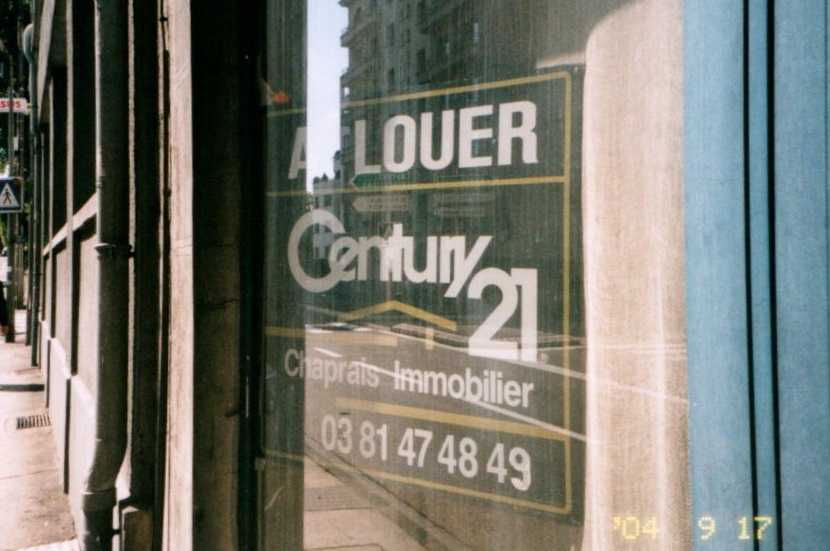 A LOUER
Century 21
Chaprais Immobilier
03 81 47 48 49
'04 9 17